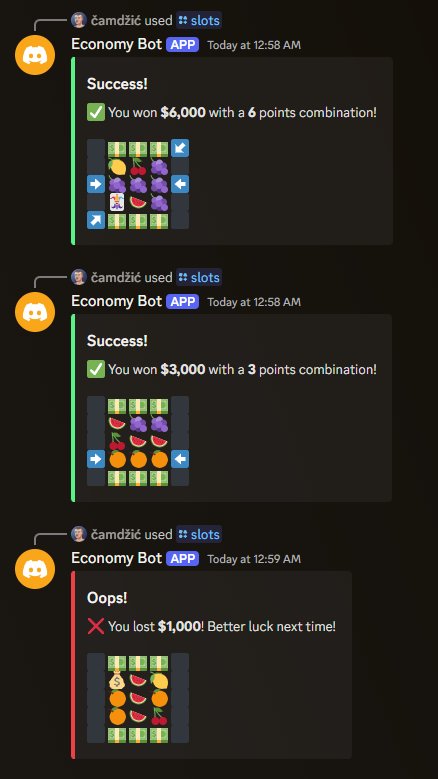 čamdžić used slots
Economy Bot APP Today at 12:58 AM
Success!
✅ You won $6,000 with a 6 points combination!
čamdžić used slots
Economy Bot APP Today at 12:58 AM
Success!
✅ You won $3,000 with a 3 points combination!
čamdžić used slots
Economy Bot APP Today at 12:59 AM
Oops!
❌ You lost $1,000! Better luck next time!